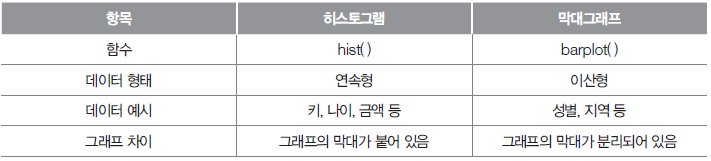 항목 히스토그램 막대그래프
함수 hist( ) barplot( )
데이터 형태 연속형 이산형
데이터 예시 키, 나이, 금액 등 성별, 지역 등
그래프 차이 그래프의 막대가 붙어 있음 그래프의 막대가 분리되어 있음